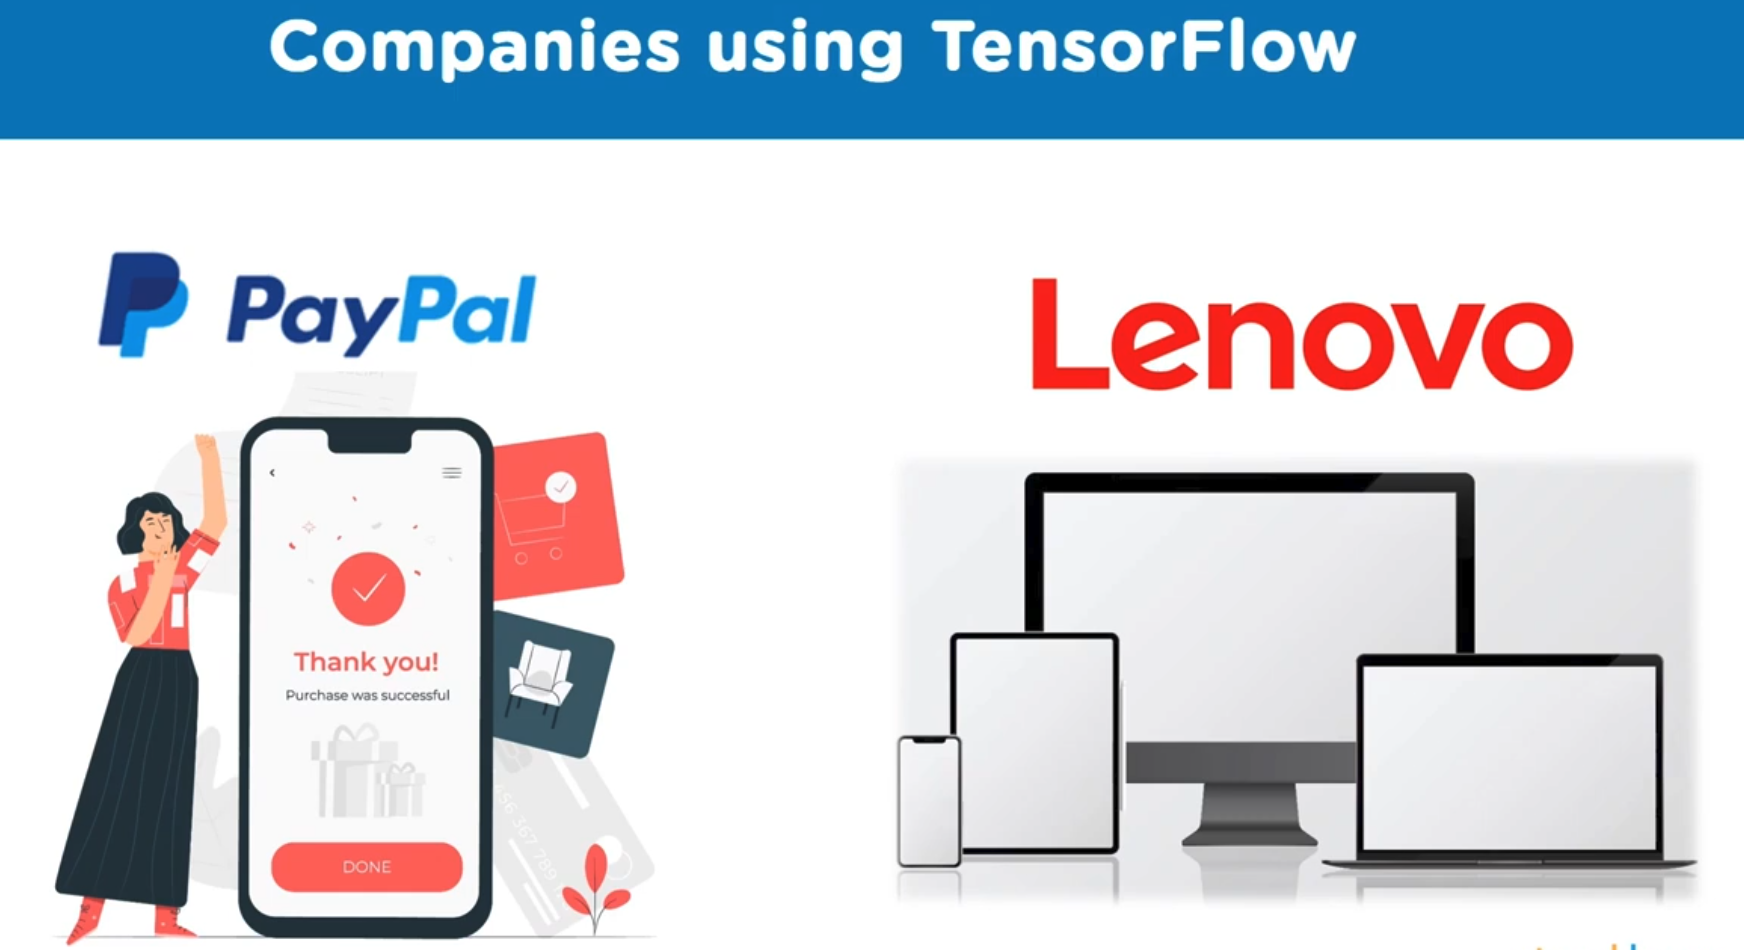 Companies using TensorFlow
PayPal
Lenovo
Thank you!
Purchase was successful
DONE